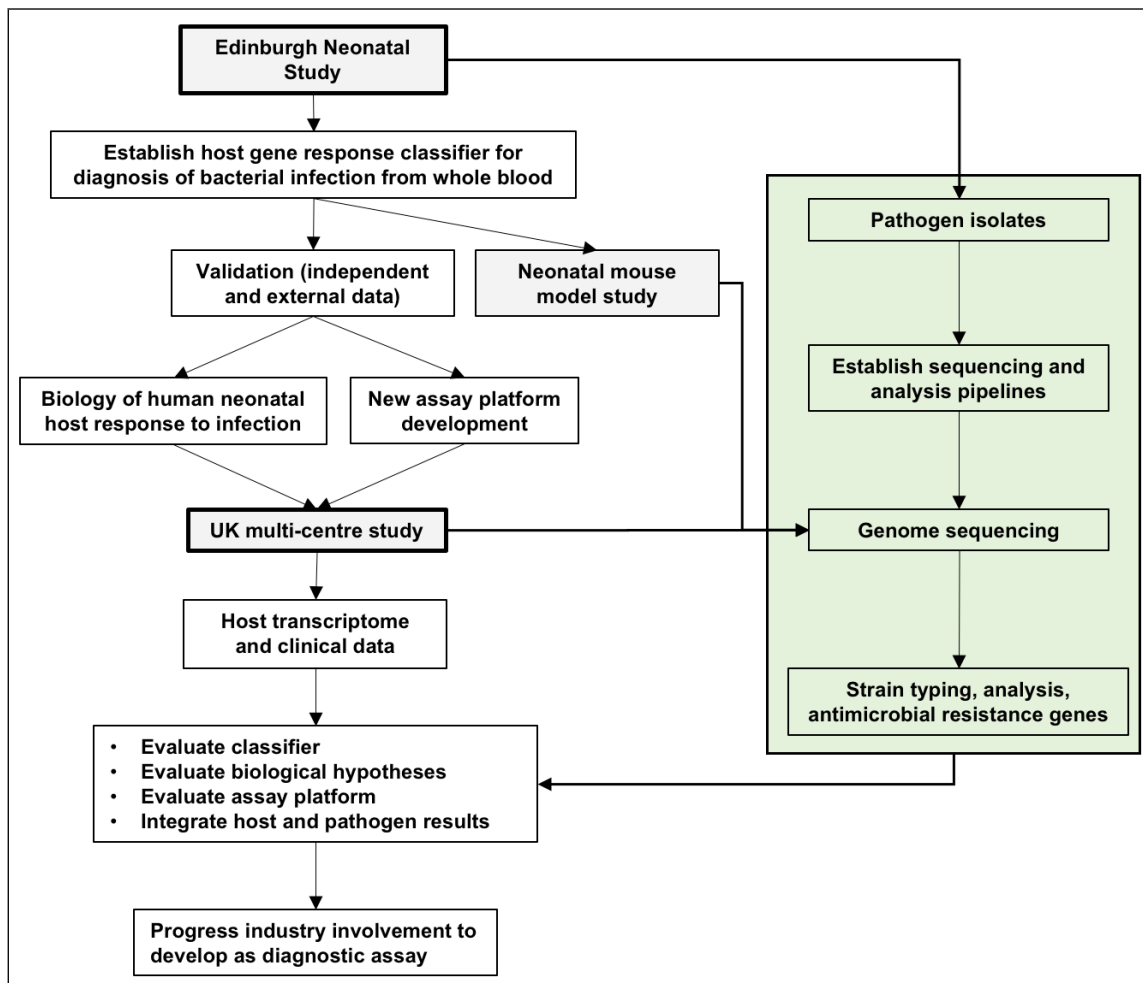 Edinburgh Neonatal
Study
Establish host gene response classifier for
diagnosis of bacterial infection from whole blood
Validation (independent
and external data)
Neonatal mouse
model study
Biology of human neonatal
host response to infection
New assay platform
development
UK multi-centre study
Host transcriptome
and clinical data
• Evaluate classifier
• Evaluate biological hypotheses
• Evaluate assay platform
• Integrate host and pathogen results
Progress industry involvement to
develop as diagnostic assay
Pathogen isolates
Establish sequencing and
analysis pipelines
Genome sequencing
Strain typing, analysis,
antimicrobial resistance genes